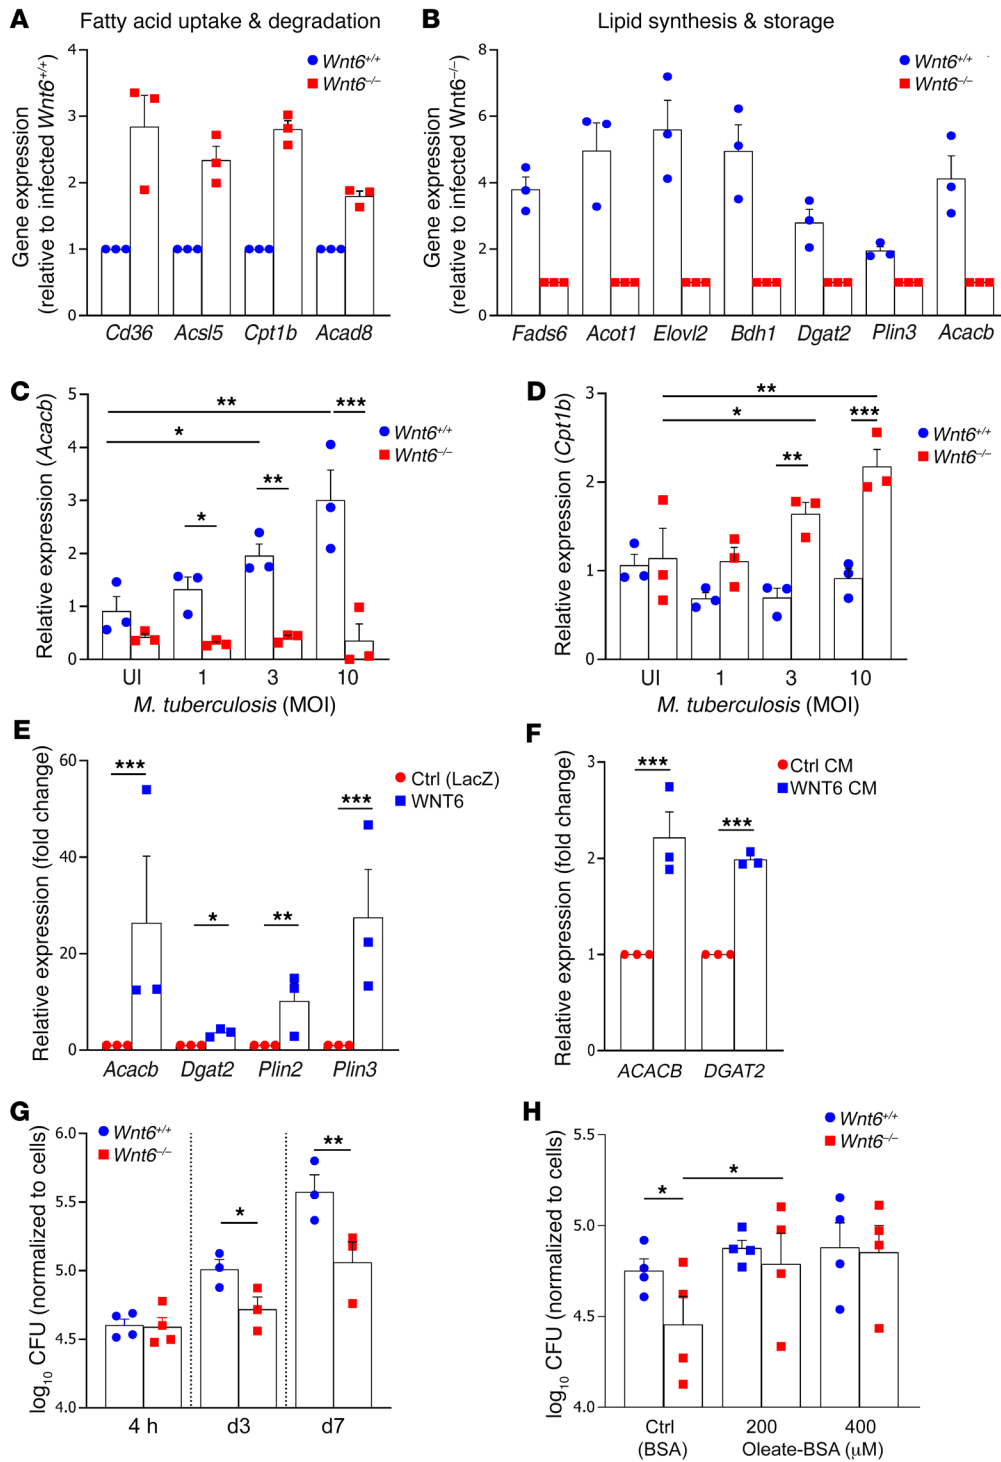 A Fatty acid uptake & degradation
Gene expression
(relative to infected Wnt6+/+)
4
3
2
1
0
Wnt6+/+
Wnt6–/–
Cd36 Acsl5 Cpt1b Acad8
B Lipid synthesis & storage
Gene expression
(relative to infected Wnt6–/–)
8
6
4
2
0
Wnt6+/+
Wnt6–/–
Fads6 Acot1 Elovl2 Bdh1 Dgat2 Plin3 Acacb
C
Relative expression (Acacb)
5
4
3
2
1
0
** ***
*
**
*
Wnt6+/+
Wnt6–/–
UI 1 3 10
M. tuberculosis (MOI)
D
Relative expression (Cpt1b)
3
2
1
0
**
* ***
**
Wnt6+/+
Wnt6–/–
UI 1 3 10
M. tuberculosis (MOI)
E
Relative expression (fold change)
60
40
20
0
***
***
* **
Ctrl (LacZ)
WNT6
Acacb Dgat2 Plin2 Plin3
F
Relative expression (fold change)
3
2
1
0
***
***
Ctrl CM
WNT6 CM
ACACB DGAT2
G
log10 CFU (normalized to cells)
6.0
5.5
5.0
4.5
4.0
Wnt6+/+
Wnt6–/–
**
*
4 h d3 d7
H
log10 CFU (normalized to cells)
5.5
5.0
4.5
4.0
Wnt6+/+
Wnt6–/–
*
*
Ctrl 200 400
(BSA) Oleate-BSA (μM)